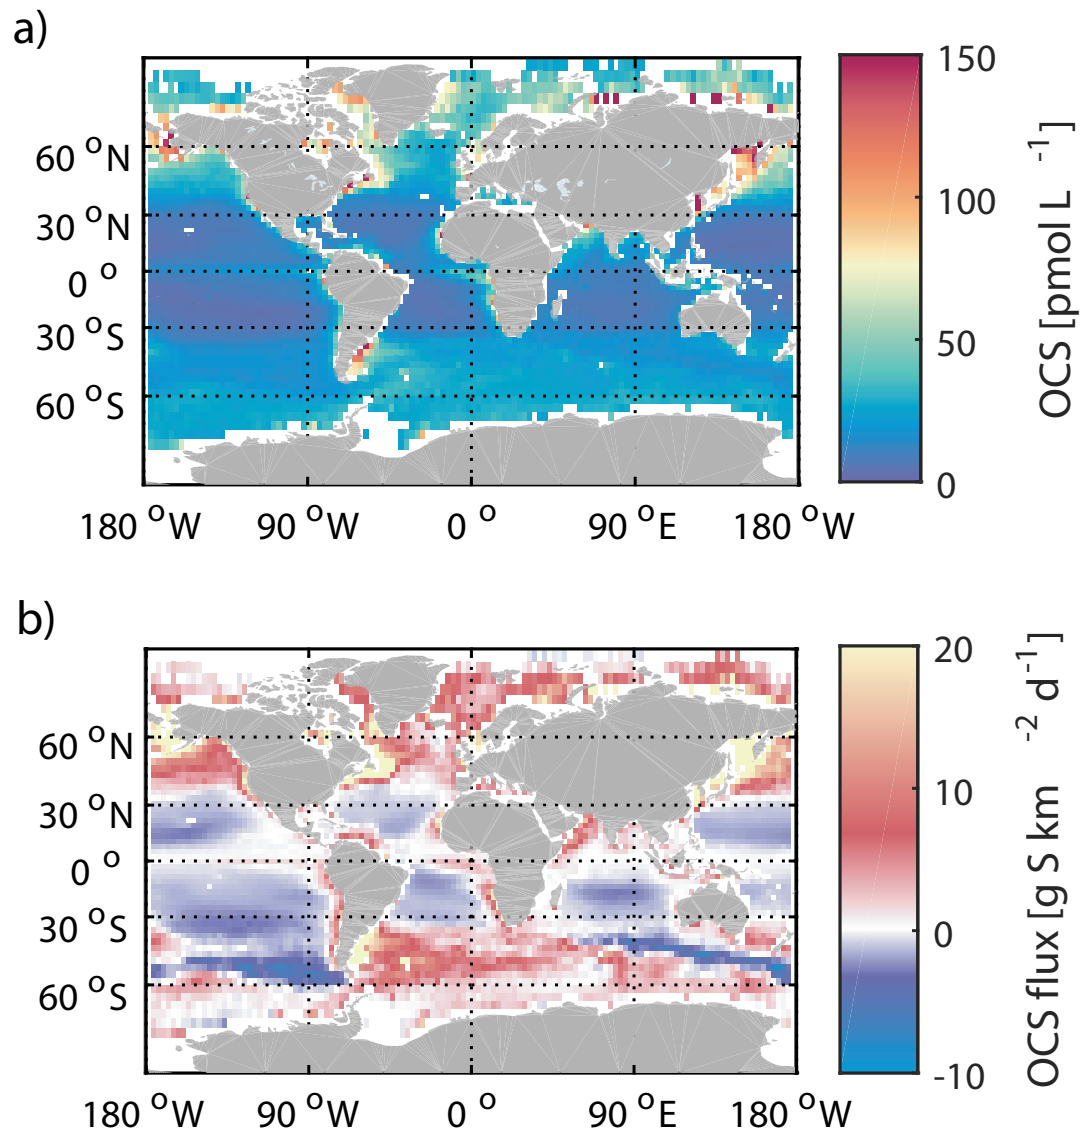 a)
150
60 °N
100
30 °N
0 °
50
30 °S
60 °S
0
180 °W 90 °W 0 ° 90 °E 180 °W
OCS [pmol L -1]
b)
20
60 °N
10
30 °N
0 °
0
30 °S
60 °S
-10
180 °W 90 °W 0 ° 90 °E 180 °W
OCS flux [g S km -2 d-1]